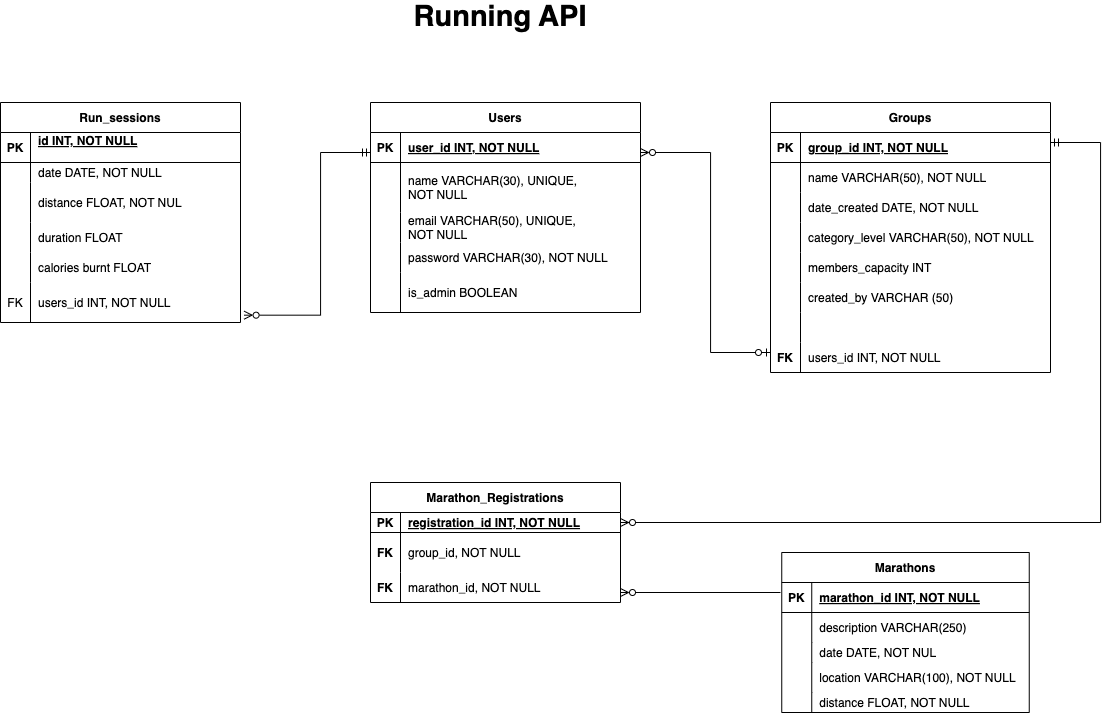 Running API
Run_sessions
PK id INT, NOT NULL
date DATE, NOT NULL
distance FLOAT, NOT NUL
duration FLOAT
calories burnt FLOAT
FK users_id INT, NOT NULL
Users
PK user_id INT, NOT NULL
name VARCHAR(30), UNIQUE,
NOT NULL
email VARCHAR(50), UNIQUE,
NOT NULL
password VARCHAR(30), NOT NULL
is_admin BOOLEAN
Groups
PK group_id INT, NOT NULL
name VARCHAR(50), NOT NULL
date_created DATE, NOT NULL
category_level VARCHAR(50), NOT NULL
members_capacity INT
created_by VARCHAR (50)
FK users_id INT, NOT NULL
Marathon_Registrations
PK registration_id INT, NOT NULL
FK group_id, NOT NULL
FK marathon_id, NOT NULL
Marathons
PK marathon_id INT, NOT NULL
description VARCHAR(250)
date DATE, NOT NUL
location VARCHAR(100), NOT NULL
distance FLOAT, NOT NULL